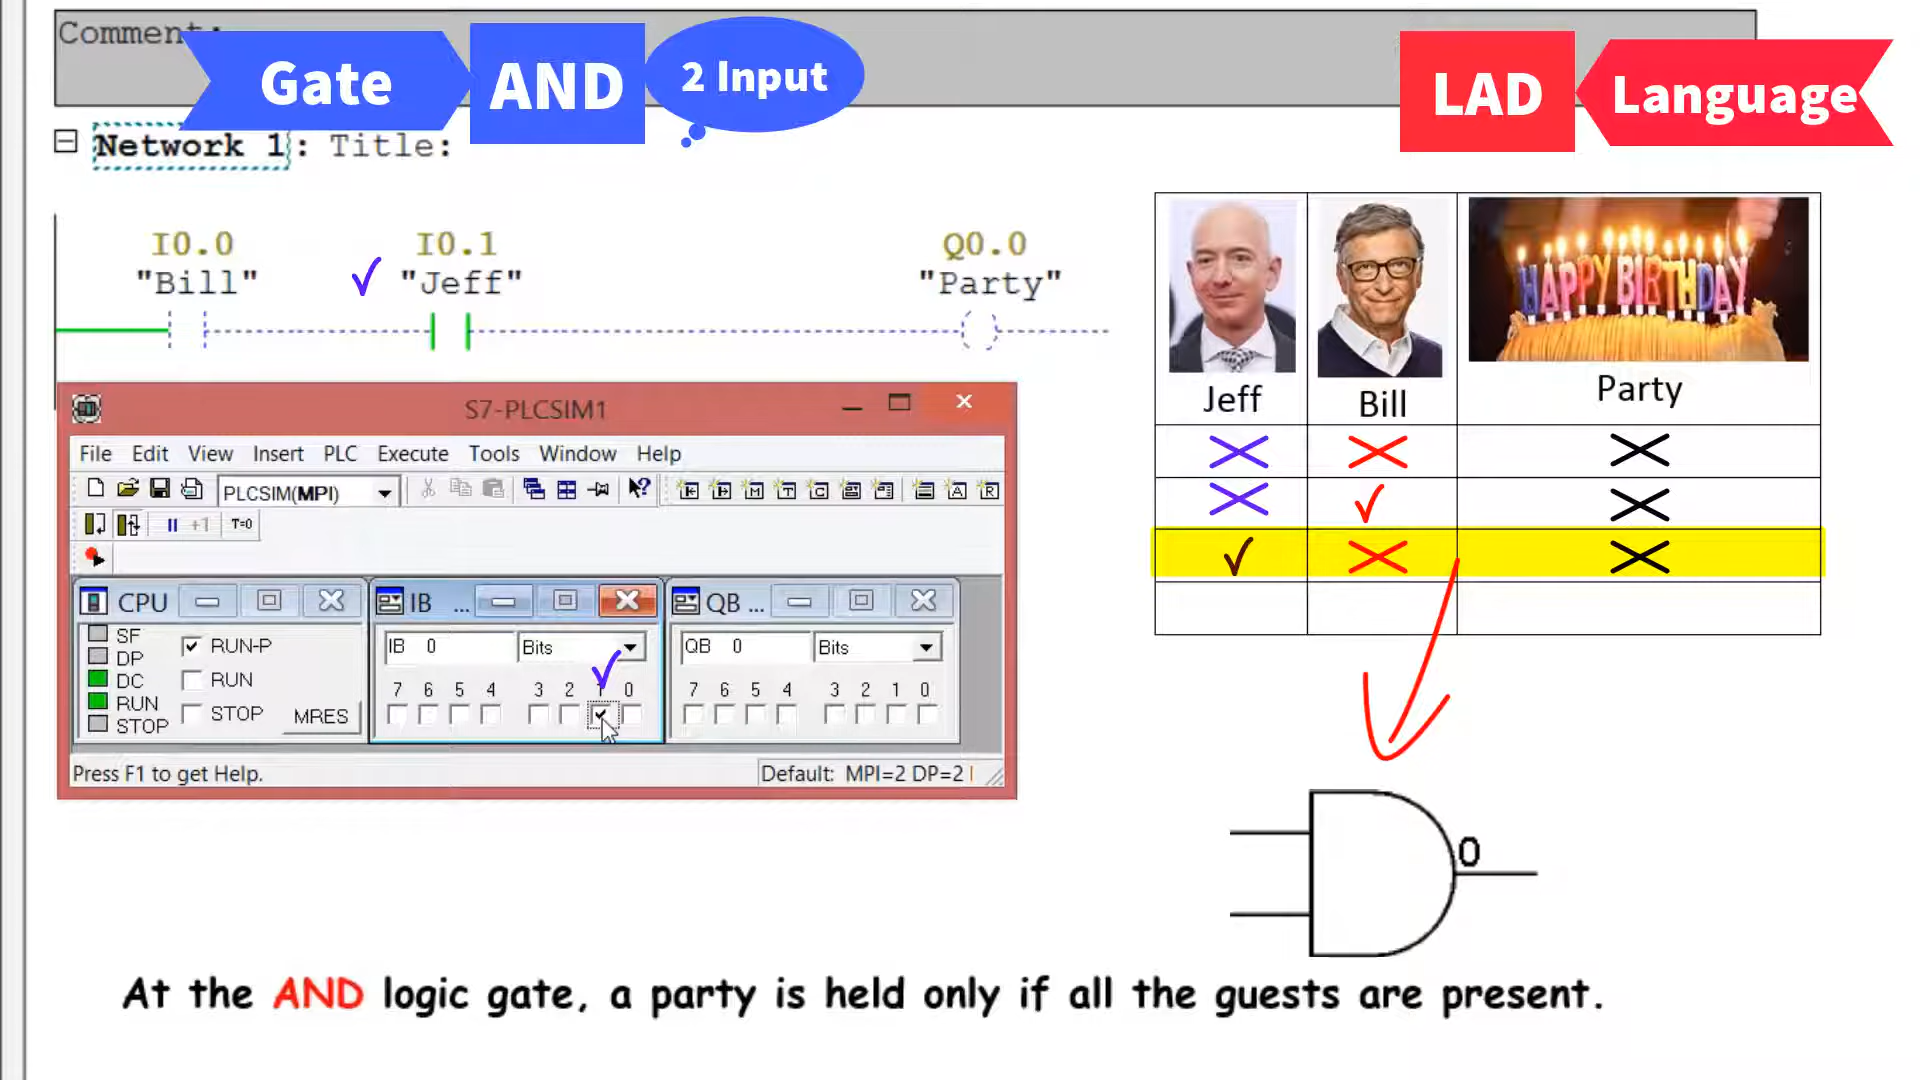 Comment:
Gate AND 2 Input
LAD Language
Network 1: Title:
I0.0 I0.1 Q0.0
"Bill" "Jeff" "Party"
Jeff Bill Party
S7-PLCSIM1
File Edit View Insert PLC Execute Tools Window Help
PLCSIM(MPI)
+1 T=0
CPU IB ... QB ...
SF
DP
DC
RUN
STOP
RUN-P
RUN
STOP
MRES
IB 0 Bits
7 6 5 4 3 2 1 0
QB 0 Bits
7 6 5 4 3 2 1 0
Press F1 to get Help.
Default: MPI=2 DP=2
0
At the AND logic gate, a party is held only if all the guests are present.